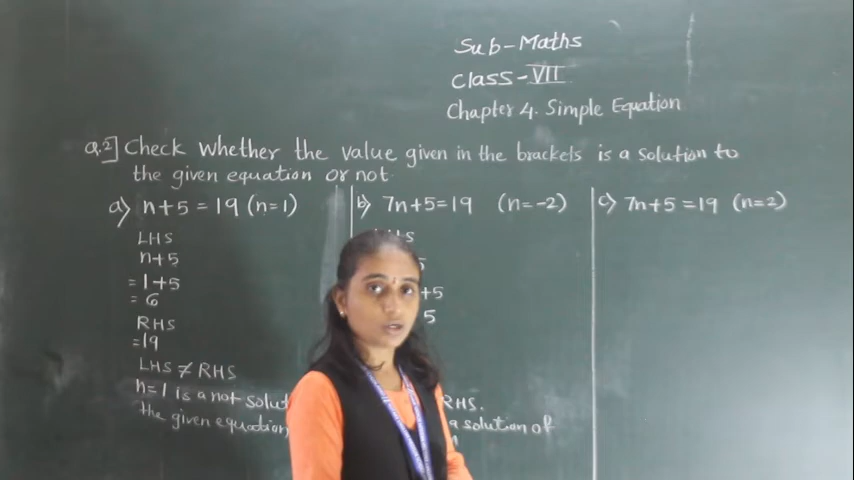 Sub-Maths
Class-VII
Chapter 4. Simple Equation
Q.2] Check whether the value given in the brackets is a solution to
the given equation or not.
a) n+5 = 19 (n=1)
LHS
n+5
= 1+5
= 6
RHS
=19
LHS ≠ RHS
n=1 is a not solut
the given equation
b) 7n+5=19 (n=-2)
LHS
5
+5
5
RHS.
a solution of
c) 7n+5 =19 (n=2)